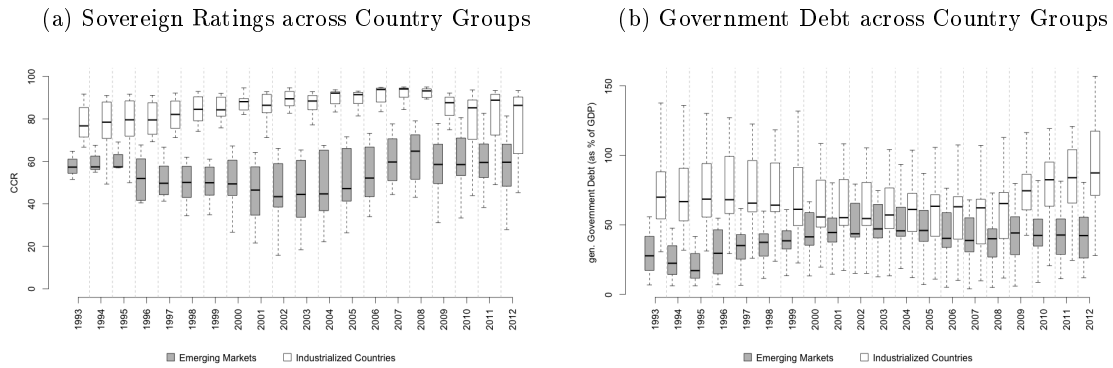 (a) Sovereign Ratings across Country Groups
CCR
100
80
60
40
20
0
1993 1994 1995 1996 1997 1998 1999 2000 2001 2002 2003 2004 2005 2006 2007 2008 2009 2010 2011 2012
Emerging Markets Industrialized Countries
(b) Government Debt across Country Groups
gen. Government Debt (as % of GDP)
150
100
50
0
1993 1994 1995 1996 1997 1998 1999 2000 2001 2002 2003 2004 2005 2006 2007 2008 2009 2010 2011 2012
Emerging Markets Industrialized Countries